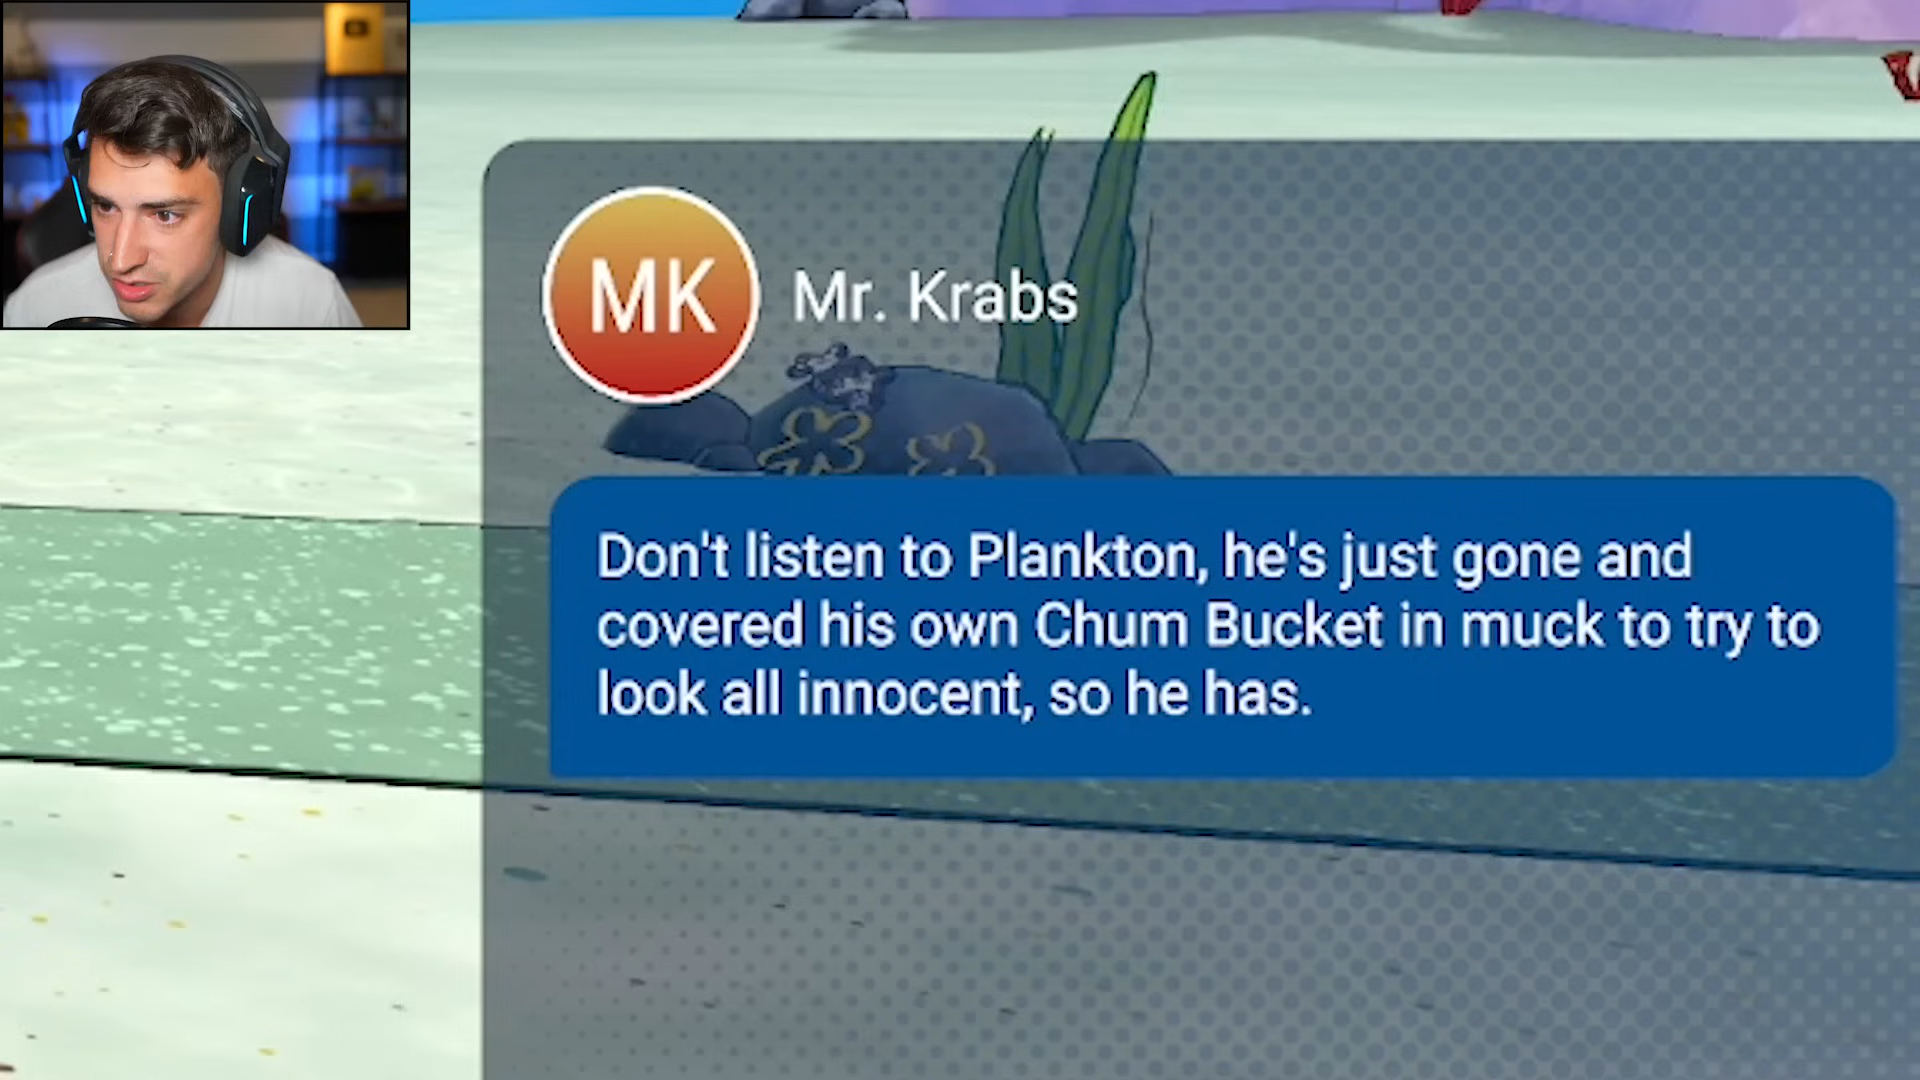 MK
Mr. Krabs
Don't listen to Plankton, he's just gone and
covered his own Chum Bucket in muck to try to
look all innocent, so he has.